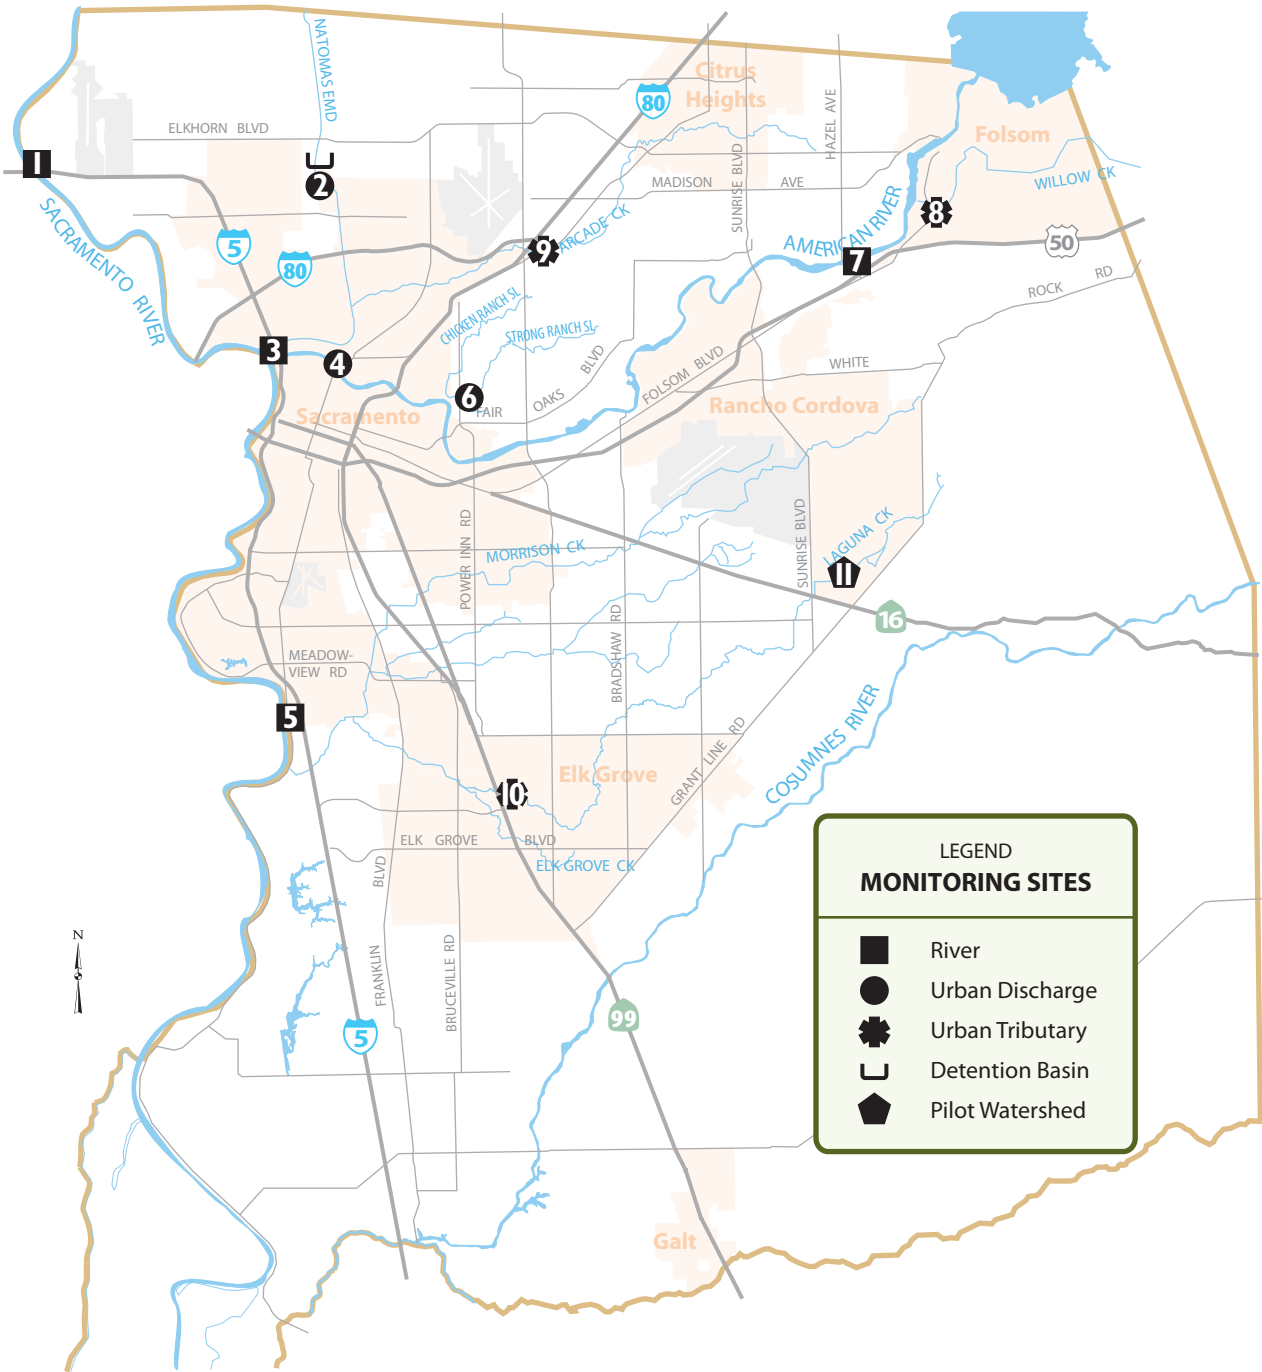 NATOMAS EMD
Citrus
Heights
80
HAZEL AVE
ELKHORN BLVD
Folsom
1
2
MADISON AVE
SUNRISE BLVD
WILLOW CK
AMERICAN RIVER
8
SACRAMENTO RIVER
5
80
9
ARCADE CK
7
50
ROCK RD
CHICKEN RANCH SL
STRONG RANCH SL
3
4
6
FAIR OAKS BLVD
FOLSOM BLVD
WHITE
Sacramento
Rancho Cordova
POWER INN RD
MORRISON CK
SUNRISE BLVD
LAGUNA CK
11
16
BRADSHAW RD
MEADOW-
VIEW RD
5
COSUMNES RIVER
GRANT LINE RD
Elk Grove
10
ELK GROVE BLVD
ELK GROVE CK
FRANKLIN BLVD
BRUCEVILLE RD
N
5
99
Galt
LEGEND
MONITORING SITES
River
Urban Discharge
Urban Tributary
Detention Basin
Pilot Watershed